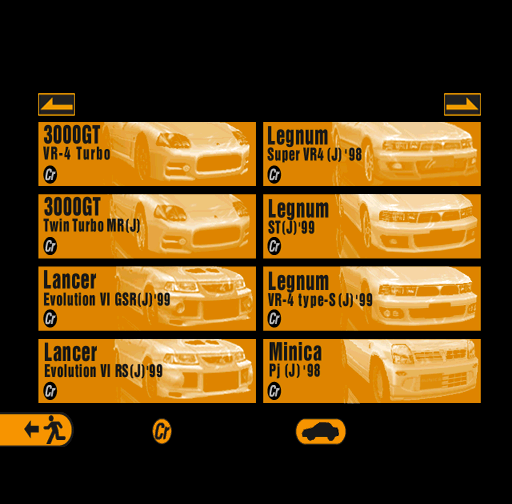 3000GT
VR-4 Turbo
Cr
Legnum
Super VR4 (J) '98
Cr
3000GT
Twin Turbo MR(J)
Cr
Legnum
ST(J)'99
Cr
Lancer
Evolution VI GSR(J)'99
Cr
Legnum
VR-4 type-S (J)'99
Cr
Lancer
Evolution VI RS(J)'99
Cr
Minica
Pj (J) '98
Cr
Cr